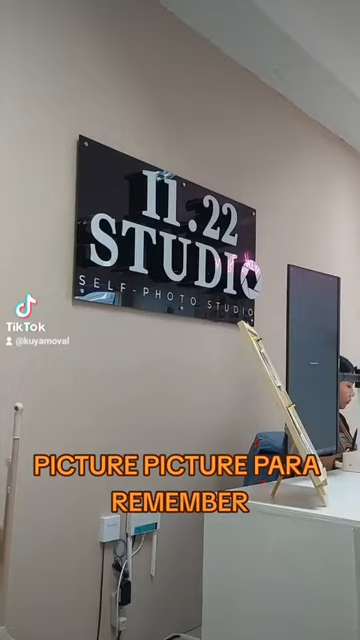 11.22
STUDIO
SELF-PHOTO STUDIO
TikTok
@kuyamoval
PICTURE PICTURE PARA
REMEMBER